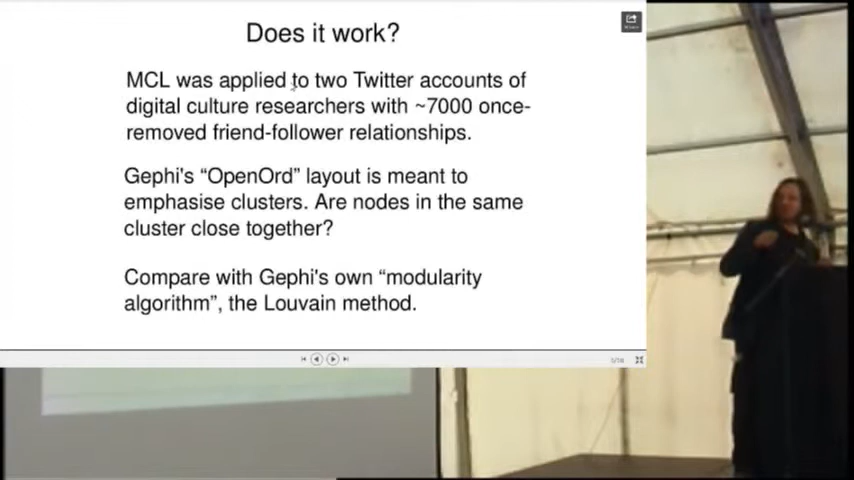 Does it work?
MCL was applied to two Twitter accounts of
digital culture researchers with ~7000 once-
removed friend-follower relationships.
Gephi's “OpenOrd” layout is meant to
emphasise clusters. Are nodes in the same
cluster close together?
Compare with Gephi's own “modularity
algorithm”, the Louvain method.